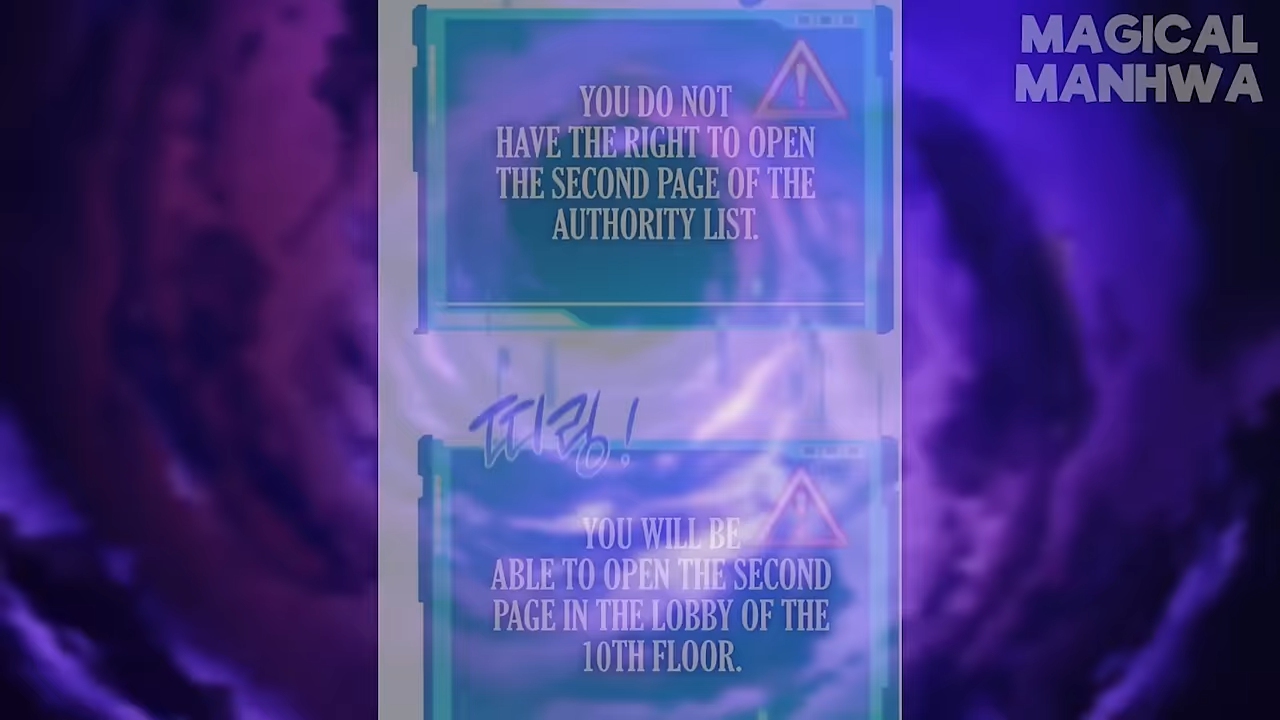 MAGICAL
MANHWA
YOU DO NOT
HAVE THE RIGHT TO OPEN
THE SECOND PAGE OF THE
AUTHORITY LIST.
띠링!
YOU WILL BE
ABLE TO OPEN THE SECOND
PAGE IN THE LOBBY OF THE
10TH FLOOR.